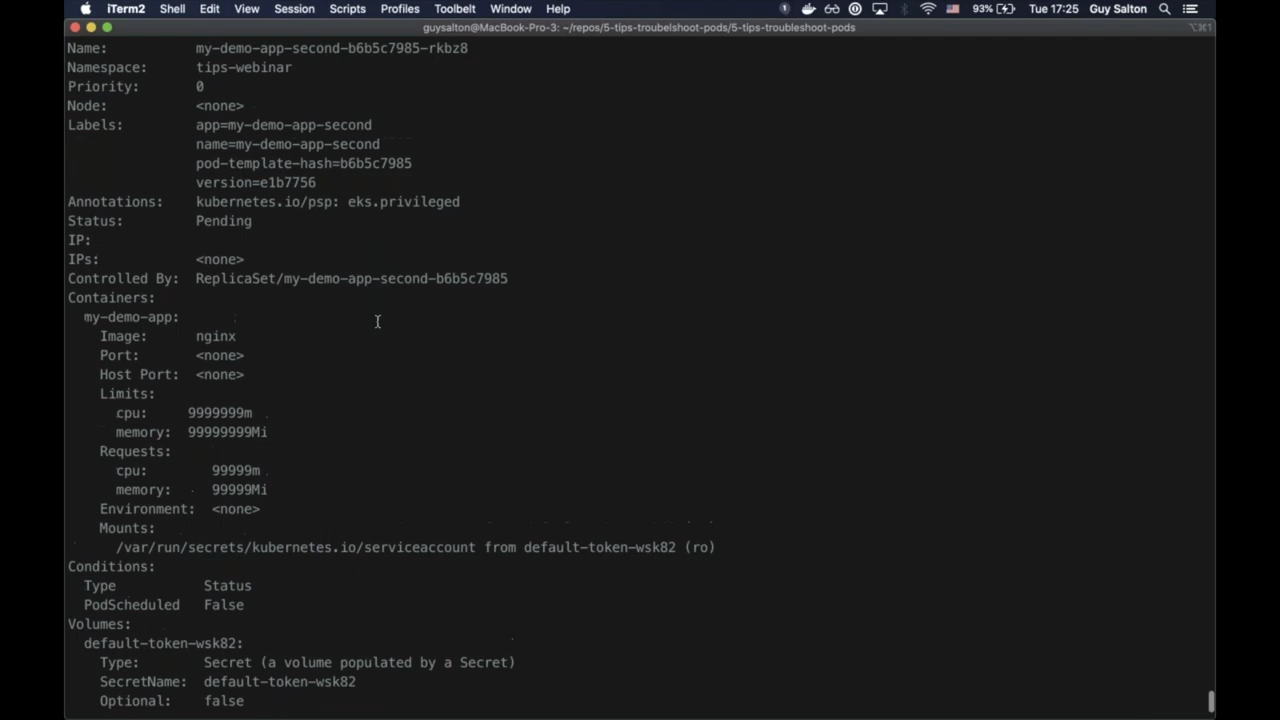 iTerm2 Shell Edit View Session Scripts Profiles Toolbelt Window Help 93% Tue 17:25 Guy Salton
guysalton@MacBook-Pro-3: ~/repos/5-tips-troubelshoot-pods/5-tips-troubleshoot-pods
⌥⌘1
Name: my-demo-app-second-b6b5c7985-rkbz8
Namespace: tips-webinar
Priority: 0
Node: <none>
Labels: app=my-demo-app-second
name=my-demo-app-second
pod-template-hash=b6b5c7985
version=e1b7756
Annotations: kubernetes.io/psp: eks.privileged
Status: Pending
IP:
IPs: <none>
Controlled By: ReplicaSet/my-demo-app-second-b6b5c7985
Containers:
my-demo-app:
Image: nginx
Port: <none>
Host Port: <none>
Limits:
cpu: 9999999m
memory: 99999999Mi
Requests:
cpu: 99999m
memory: 99999Mi
Environment: <none>
Mounts:
/var/run/secrets/kubernetes.io/serviceaccount from default-token-wsk82 (ro)
Conditions:
Type Status
PodScheduled False
Volumes:
default-token-wsk82:
Type: Secret (a volume populated by a Secret)
SecretName: default-token-wsk82
Optional: false